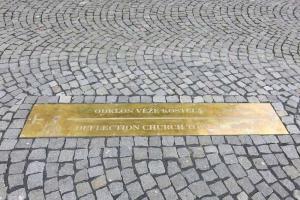 ODKLON VĚŽE KOSTELA
DEFLECTION CHURCH